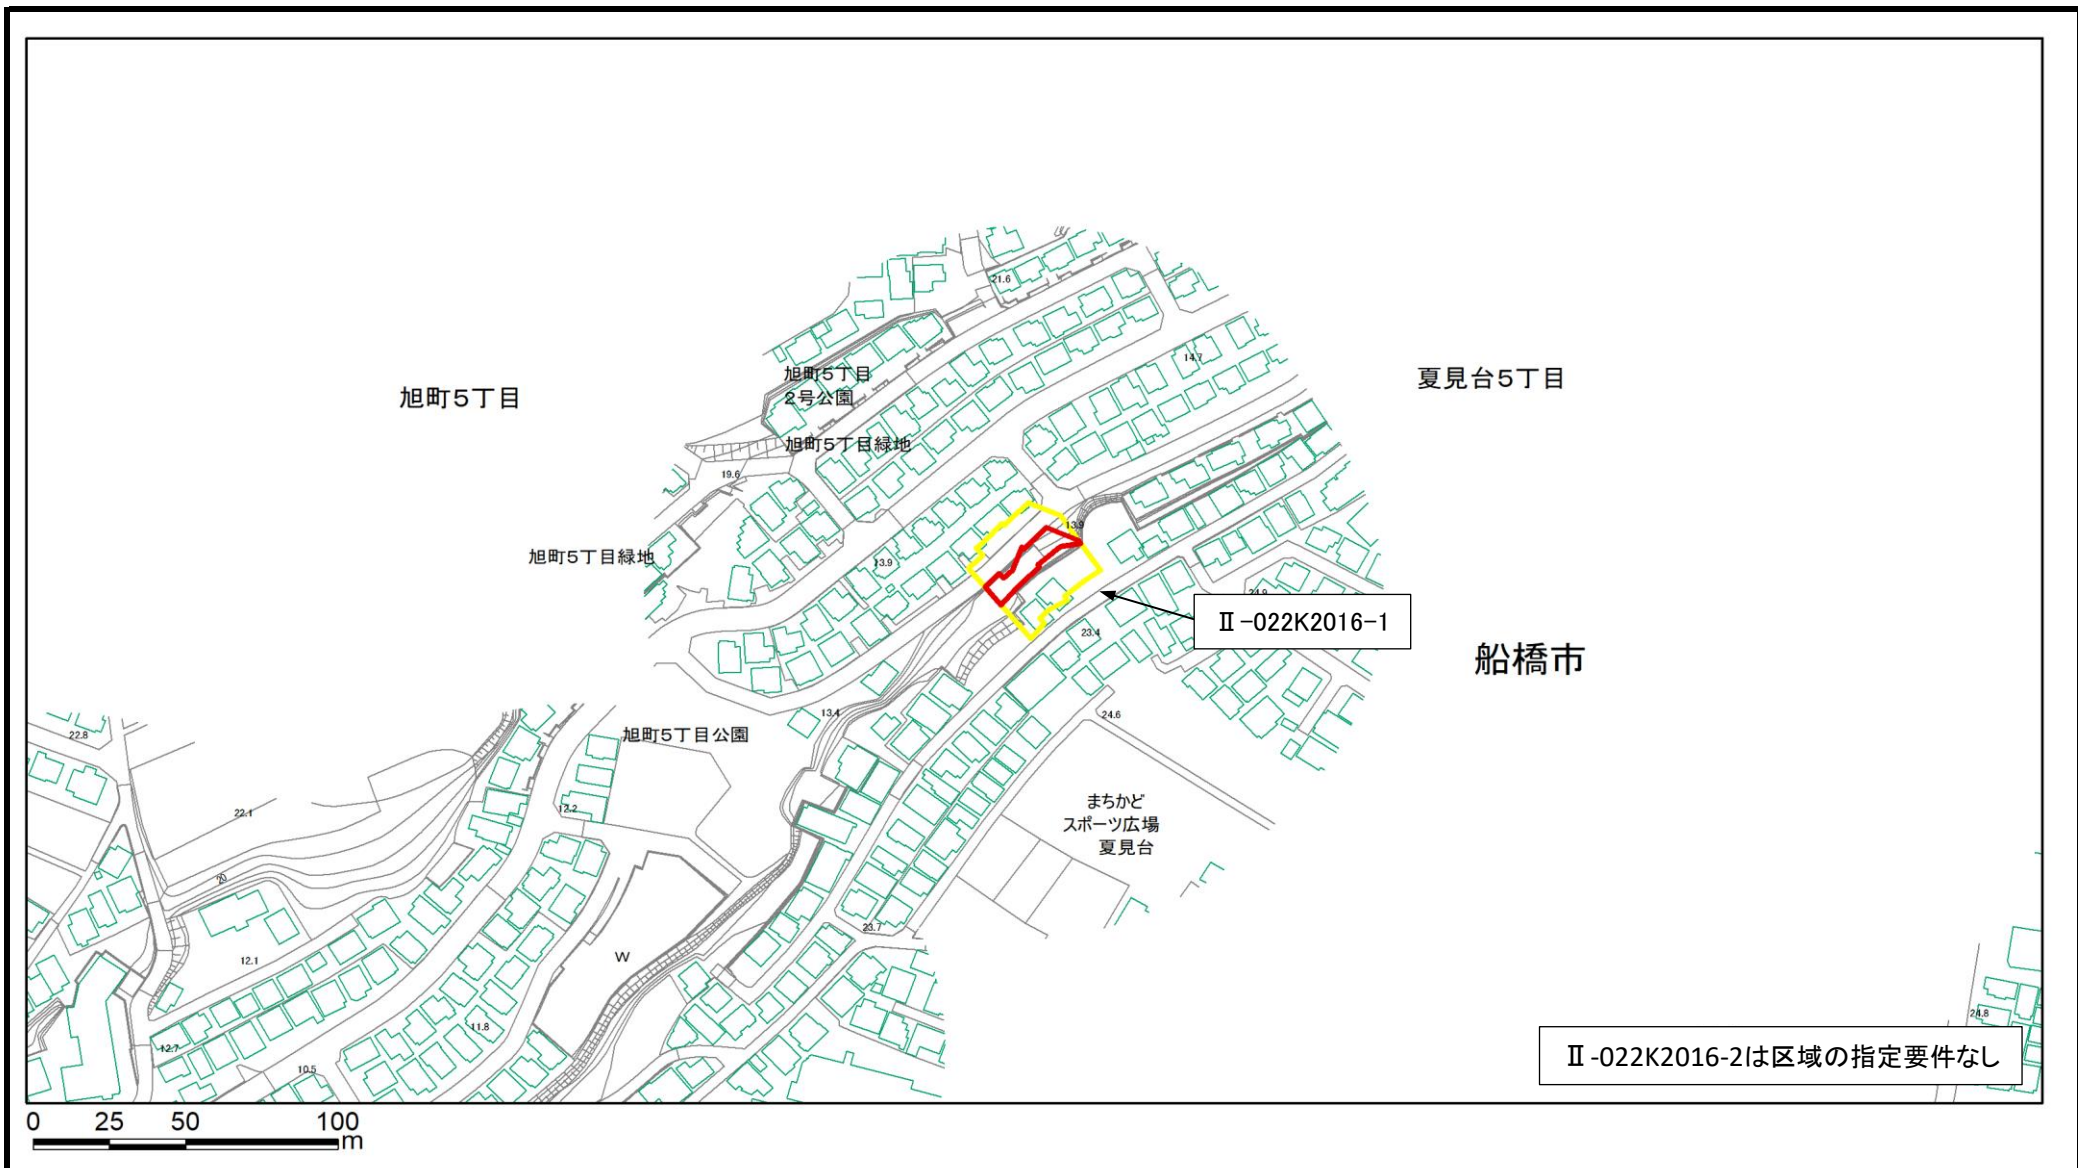 21.6
14.7
旭町5丁目
2号公園
夏見台5丁目
旭町5丁目
旭町5丁目緑地
19.6
13.9
旭町5丁目緑地
13.9
24.9
Ⅱ-022K2016-1
23.4
船橋市
13.4
24.6
22.8
旭町5丁目公園
まちかど
スポーツ広場
夏見台
12.2
22.1
20
23.7
12.1
W
24.8
11.8
12.7
10.5
Ⅱ-022K2016-2は区域の指定要件なし
0 25 50 100
m